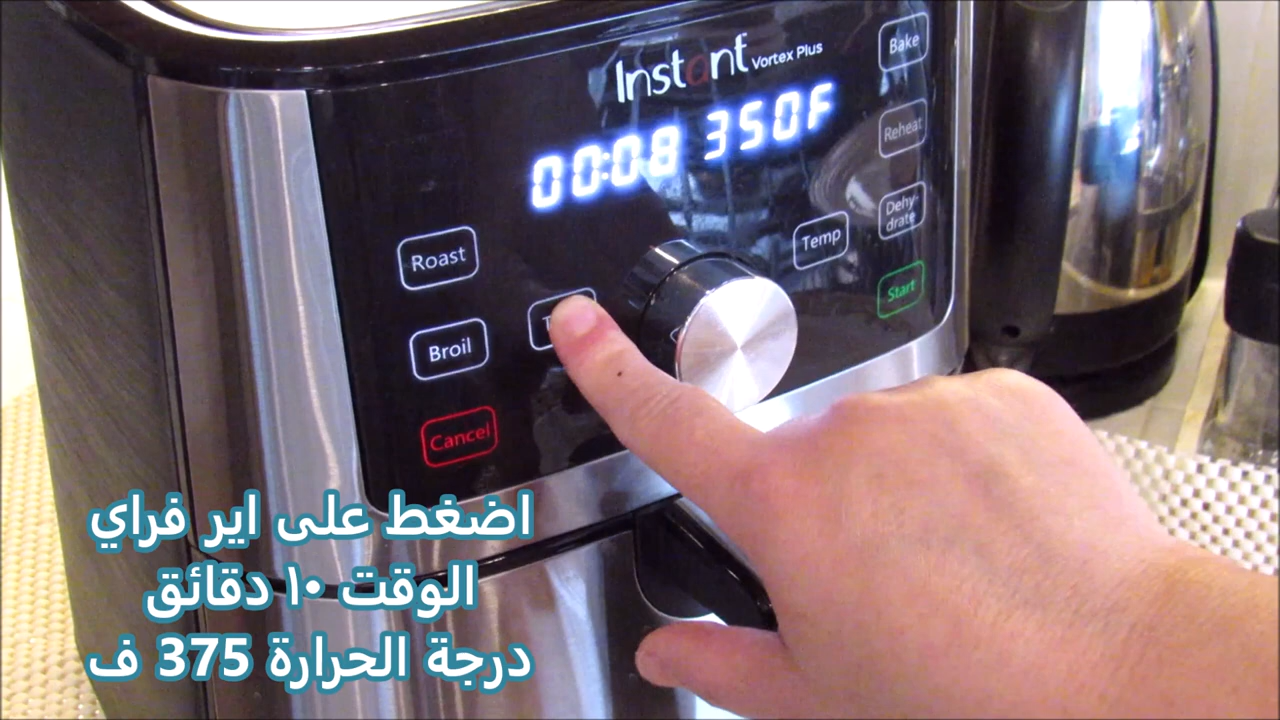 Instant Vortex Plus
Bake
00:08 350F
Reheat
Dehy-
drate
Temp
Roast
Start
Broil
Cancel
اضغط على اير فراي
الوقت ١٠ دقائق
درجة الحرارة 375 ف